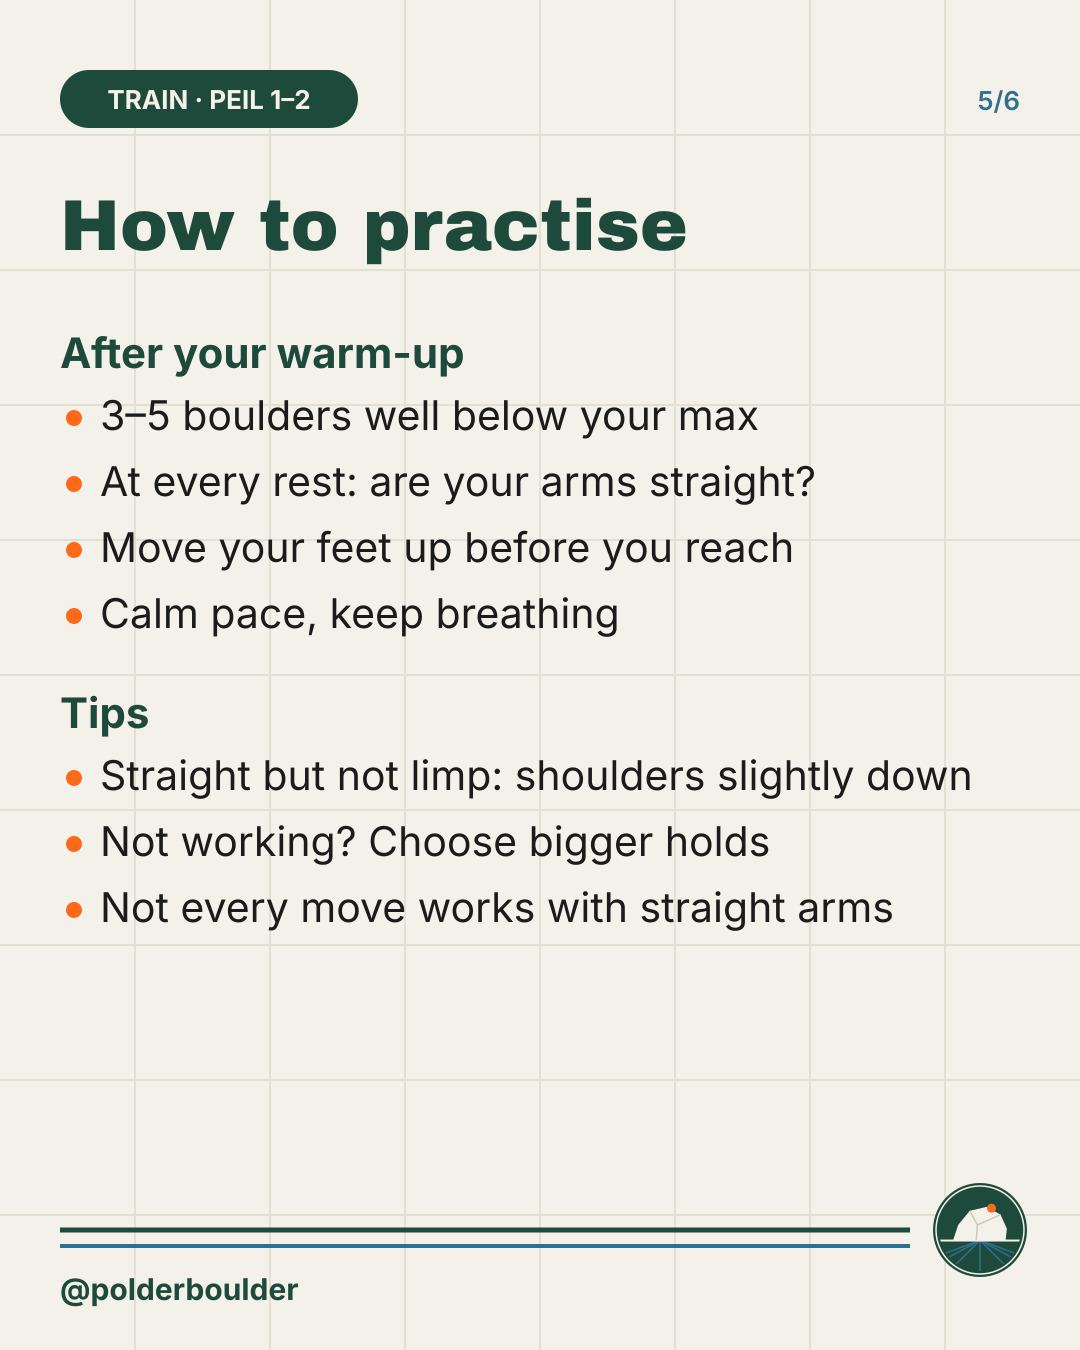 TRAIN · PEIL 1–2
5/6
How to practise
After your warm-up
3–5 boulders well below your max
At every rest: are your arms straight?
Move your feet up before you reach
Calm pace, keep breathing
Tips
Straight but not limp: shoulders slightly down
Not working? Choose bigger holds
Not every move works with straight arms
@polderboulder